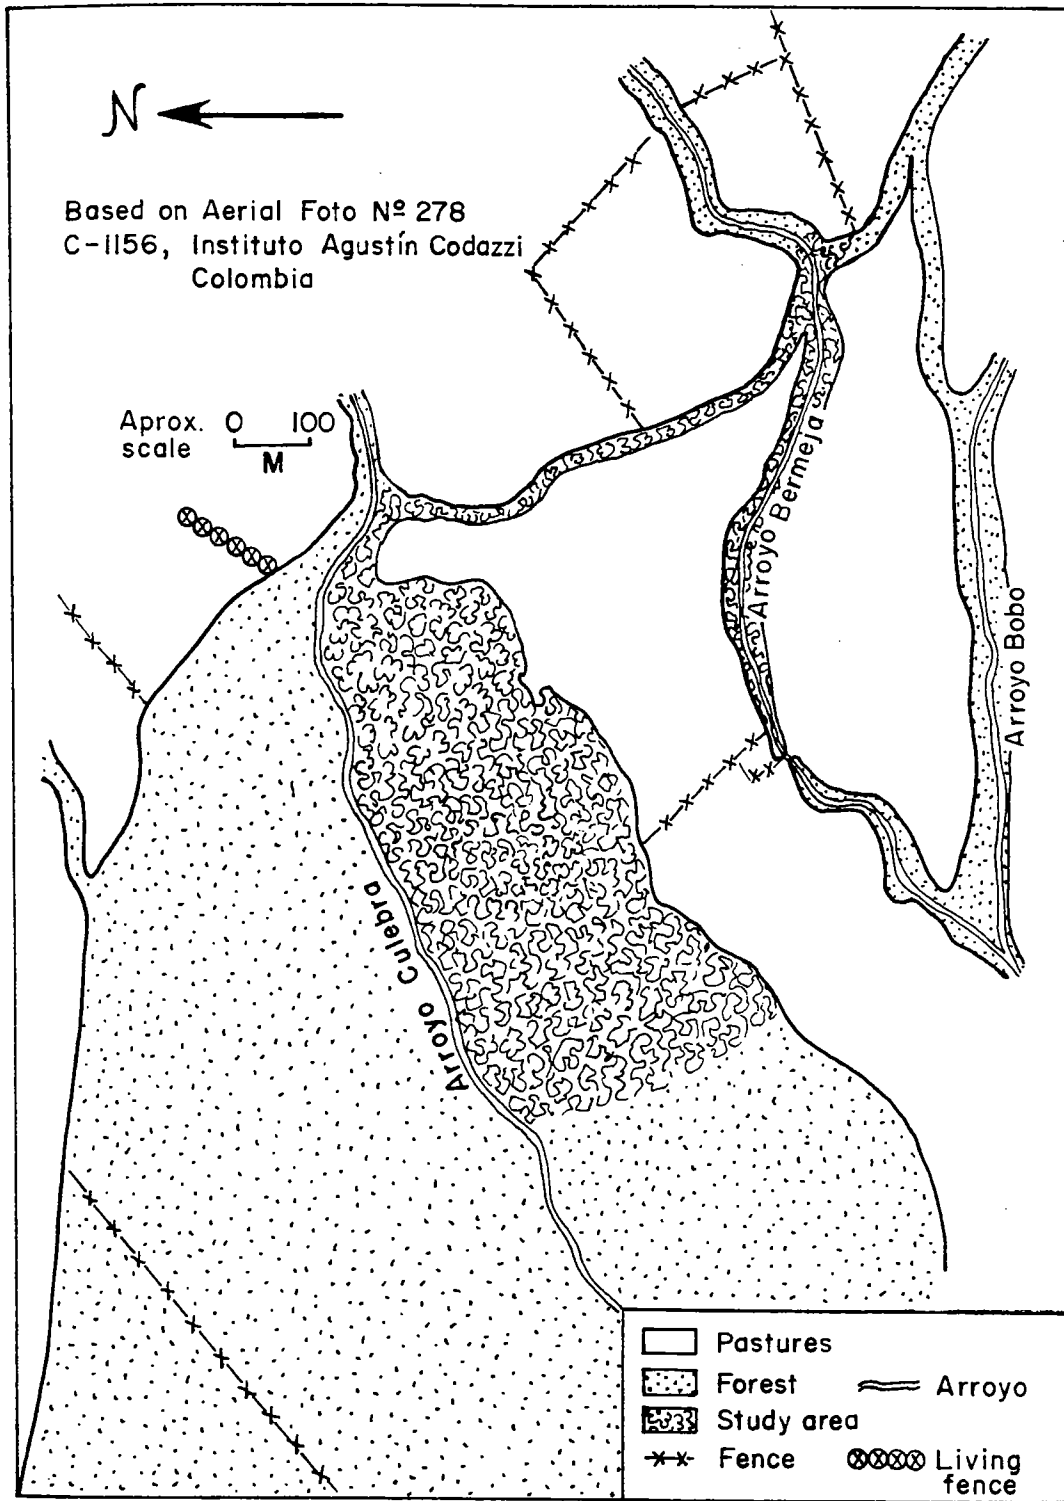 N
Based on Aerial Foto Nº 278
C-1156, Instituto Agustín Codazzi
Colombia
Aprox. scale
0 100
M
Arroyo Bermeja
Arroyo Bobo
Arroyo Culebra
Pastures
Forest
Arroyo
Study area
Fence
Living fence